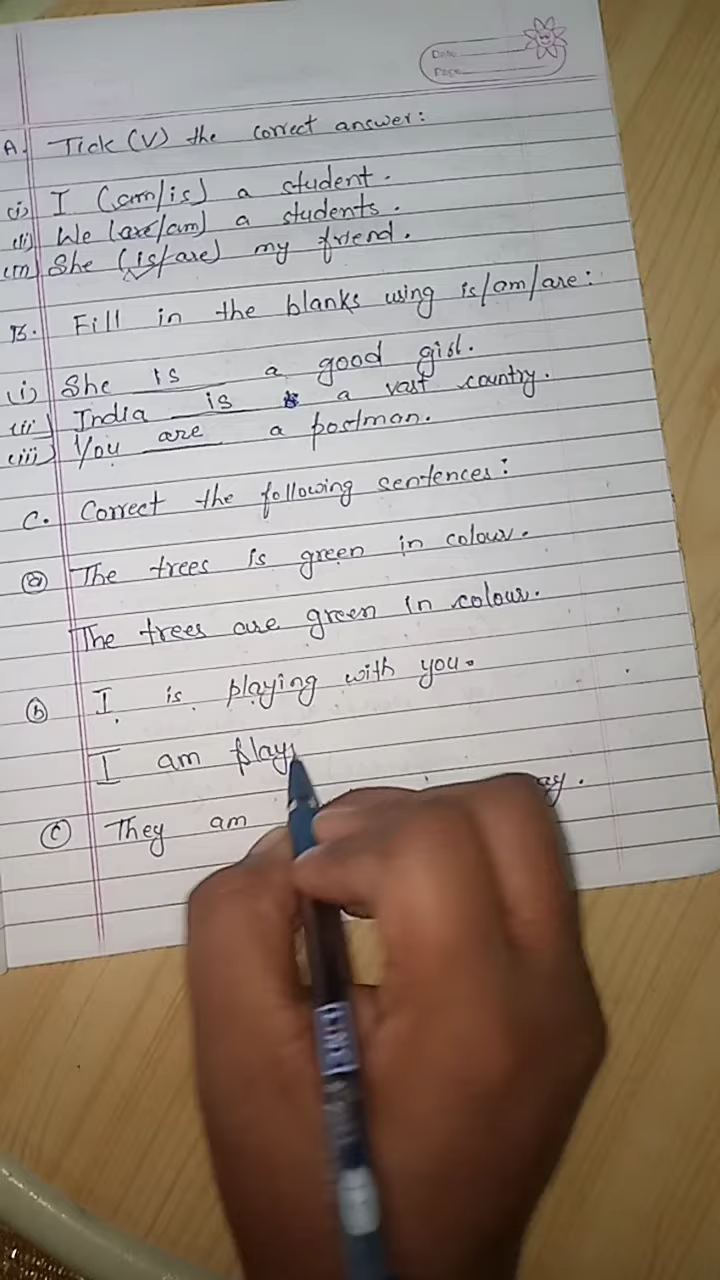 Date
Page
A. Tick (V) the correct answer:
(i) I (am/is) a student.
(ii) We (are/am) a students.
(iii) She (is/are) my friend.
B. Fill in the blanks using is/am/are:
(i) She is a good girl.
(ii) India is a vast country.
(iii) You are a postman.
C. Correct the following sentences:
(a) The trees is green in colour.
The trees are green in colour.
(b) I is playing with you.
I am play
(c) They am